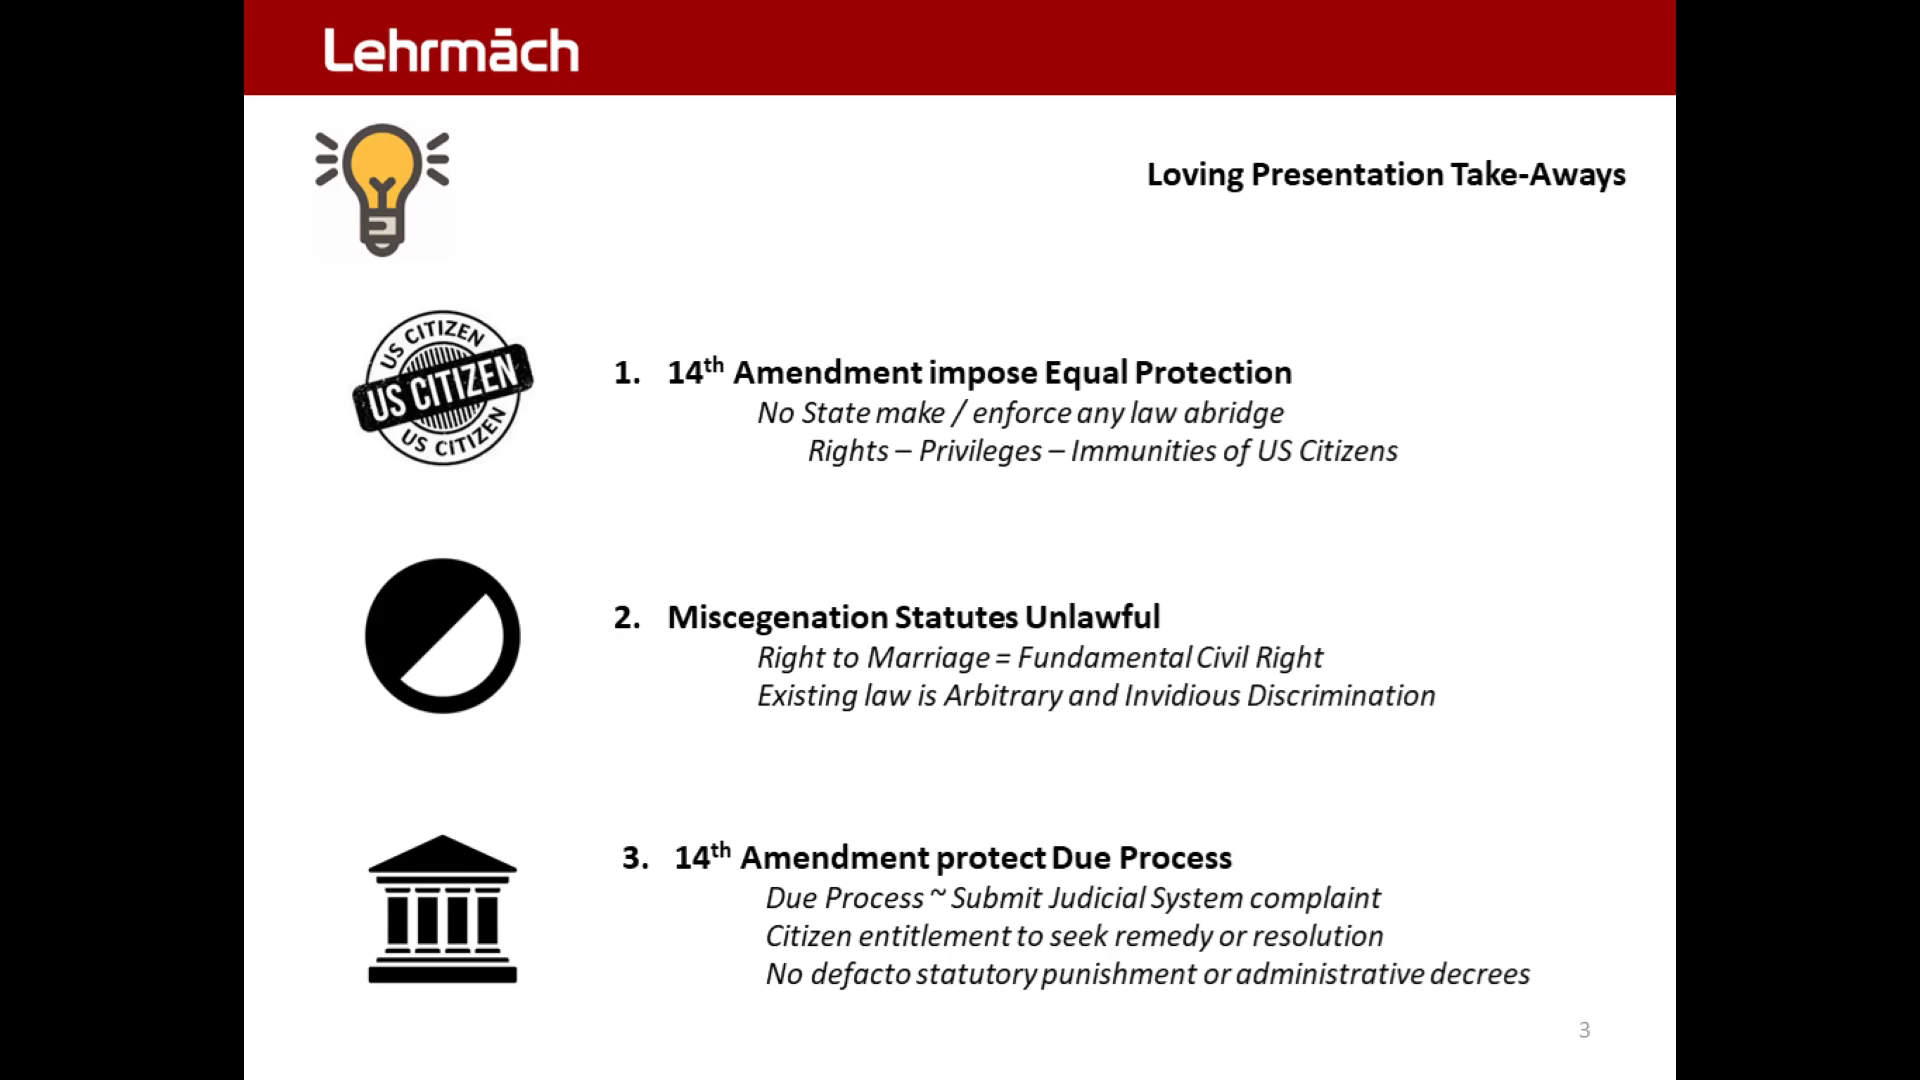 Lehrmāch
Loving Presentation Take-Aways
US CITIZEN
US CITIZEN
US CITIZEN
1. 14th Amendment impose Equal Protection
No State make / enforce any law abridge
Rights – Privileges – Immunities of US Citizens
2. Miscegenation Statutes Unlawful
Right to Marriage = Fundamental Civil Right
Existing law is Arbitrary and Invidious Discrimination
3. 14th Amendment protect Due Process
Due Process ~ Submit Judicial System complaint
Citizen entitlement to seek remedy or resolution
No defacto statutory punishment or administrative decrees
3